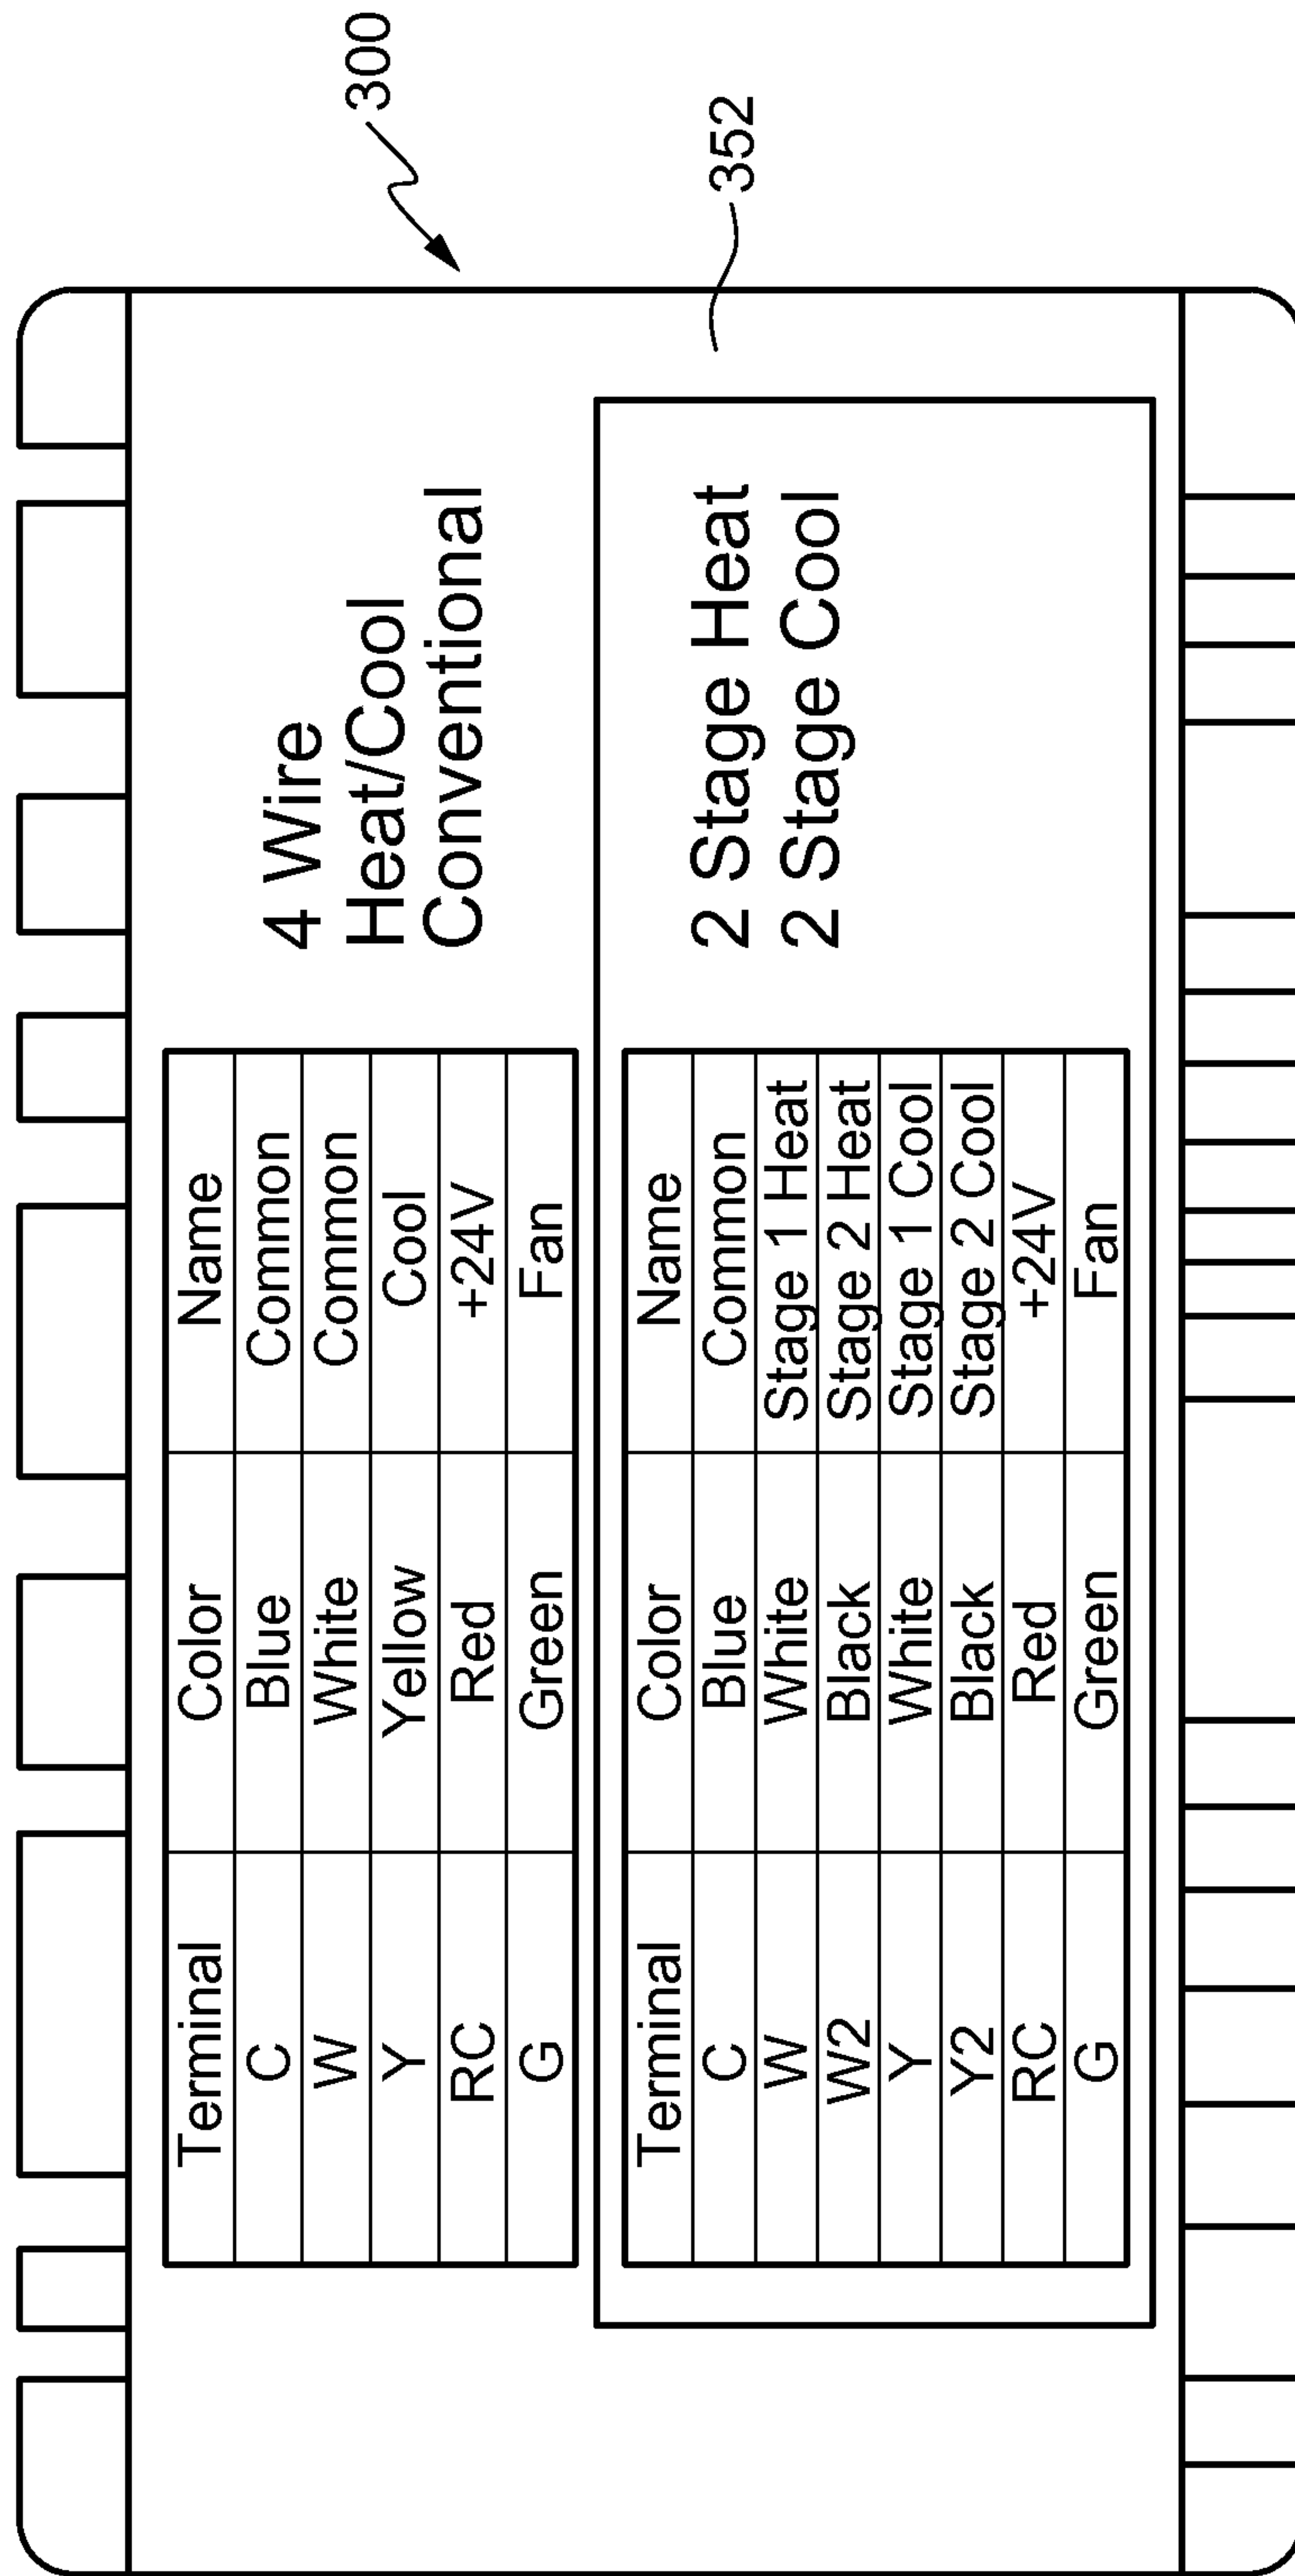 300
352
Terminal Color Name
C Blue Common
W White Common
Y Yellow Cool
RC Red +24V
G Green Fan
4 Wire
Heat/Cool
Conventional
Terminal Color Name
C Blue Common
W White Stage 1 Heat
W2 Black Stage 2 Heat
Y White Stage 1 Cool
Y2 Black Stage 2 Cool
RC Red +24V
G Green Fan
2 Stage Heat
2 Stage Cool